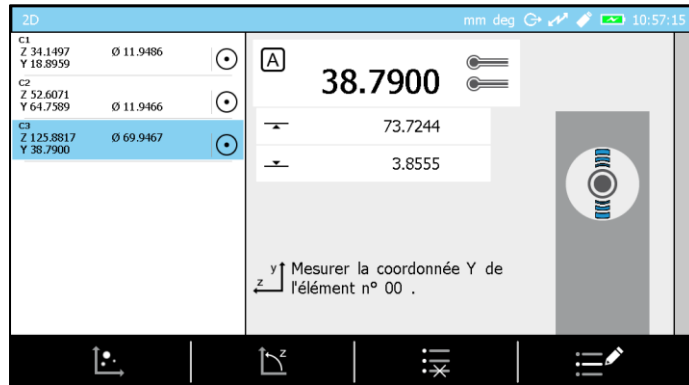 2D
mm deg
10:57:15
C1
Z 34.1497 Ø 11.9486
Y 18.8959
C2
Z 52.6071
Y 64.7589 Ø 11.9466
C3
Z 125.8817 Ø 69.9467
Y 38.7900
A
38.7900
73.7244
3.8555
y
z
Mesurer la coordonnée Y de
l'élément n° 00 .
z